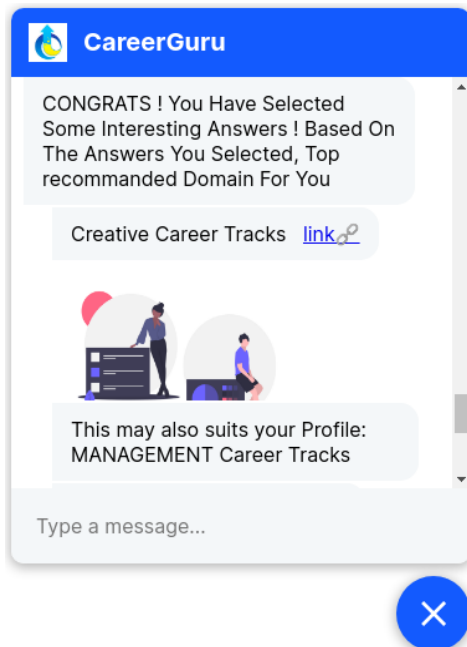 CareerGuru
CONGRATS ! You Have Selected
Some Interesting Answers ! Based On
The Answers You Selected, Top
recommanded Domain For You
Creative Career Tracks link
This may also suits your Profile:
MANAGEMENT Career Tracks
Type a message...